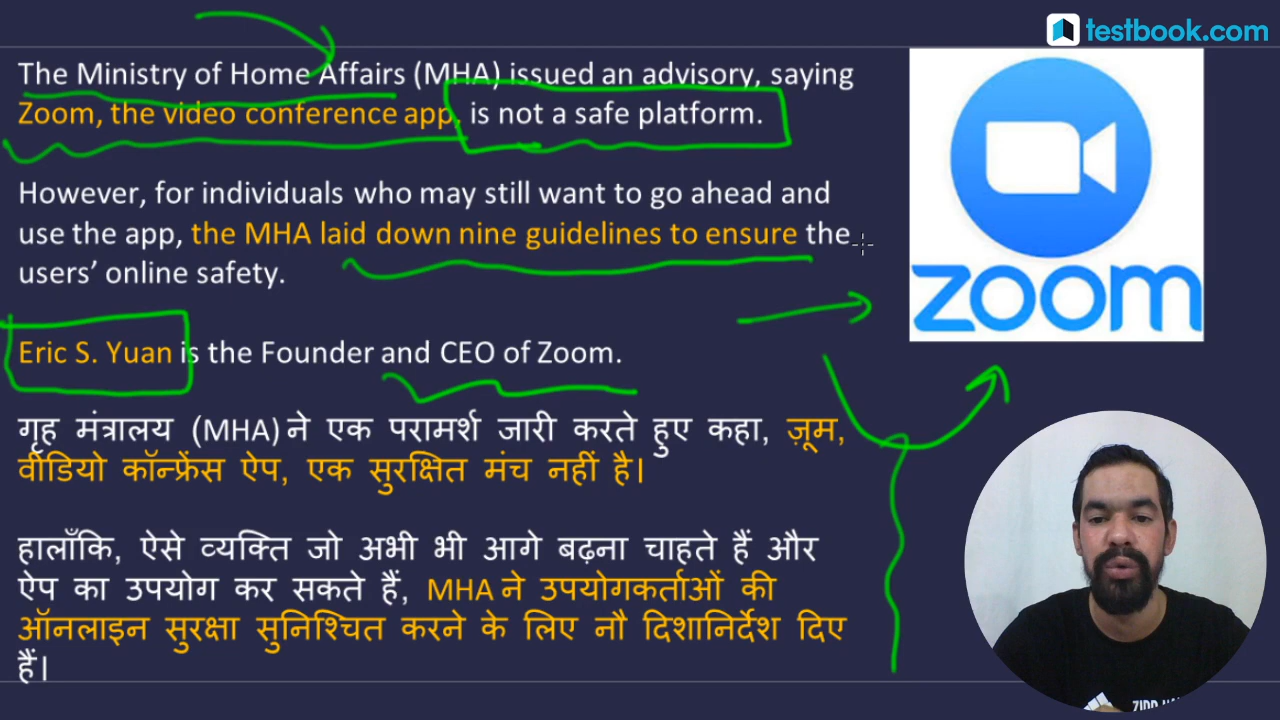 testbook.com
The Ministry of Home Affairs (MHA) issued an advisory, saying
Zoom, the video conference app, is not a safe platform.
However, for individuals who may still want to go ahead and
use the app, the MHA laid down nine guidelines to ensure the
users’ online safety.
Eric S. Yuan is the Founder and CEO of Zoom.
zoom
गृह मंत्रालय (MHA) ने एक परामर्श जारी करते हुए कहा, ज़ूम,
वीडियो कॉन्फ्रेंस ऐप, एक सुरक्षित मंच नहीं है।
हालाँकि, ऐसे व्यक्ति जो अभी भी आगे बढ़ना चाहते हैं और
ऐप का उपयोग कर सकते हैं, MHA ने उपयोगकर्ताओं की
ऑनलाइन सुरक्षा सुनिश्चित करने के लिए नौ दिशानिर्देश दिए
हैं।